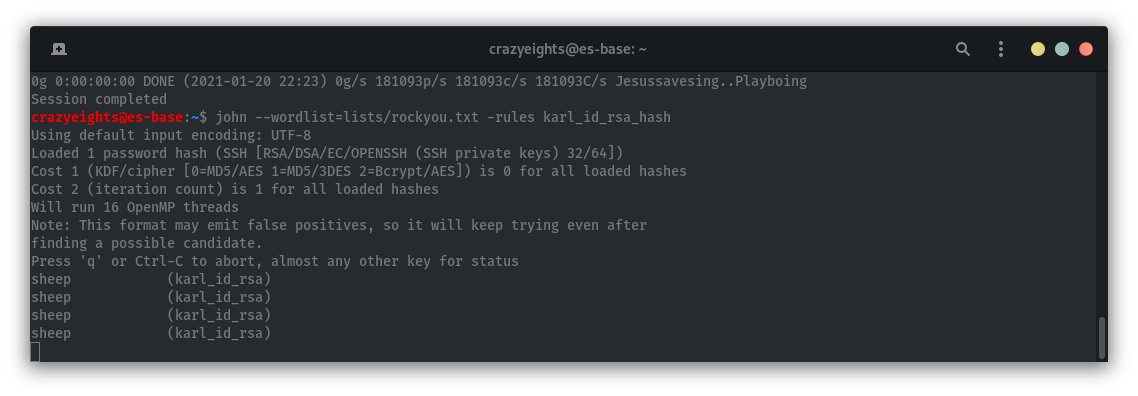 crazyeights@es-base: ~
0g 0:00:00:00 DONE (2021-01-20 22:23) 0g/s 181093p/s 181093c/s 181093C/s Jesussavesing..Playboing
Session completed
crazyeights@es-base:~$ john --wordlist=lists/rockyou.txt -rules karl_id_rsa_hash
Using default input encoding: UTF-8
Loaded 1 password hash (SSH [RSA/DSA/EC/OPENSSH (SSH private keys) 32/64])
Cost 1 (KDF/cipher [0=MD5/AES 1=MD5/3DES 2=Bcrypt/AES]) is 0 for all loaded hashes
Cost 2 (iteration count) is 1 for all loaded hashes
Will run 16 OpenMP threads
Note: This format may emit false positives, so it will keep trying even after
finding a possible candidate.
Press 'q' or Ctrl-C to abort, almost any other key for status
sheep            (karl_id_rsa)
sheep            (karl_id_rsa)
sheep            (karl_id_rsa)
sheep            (karl_id_rsa)